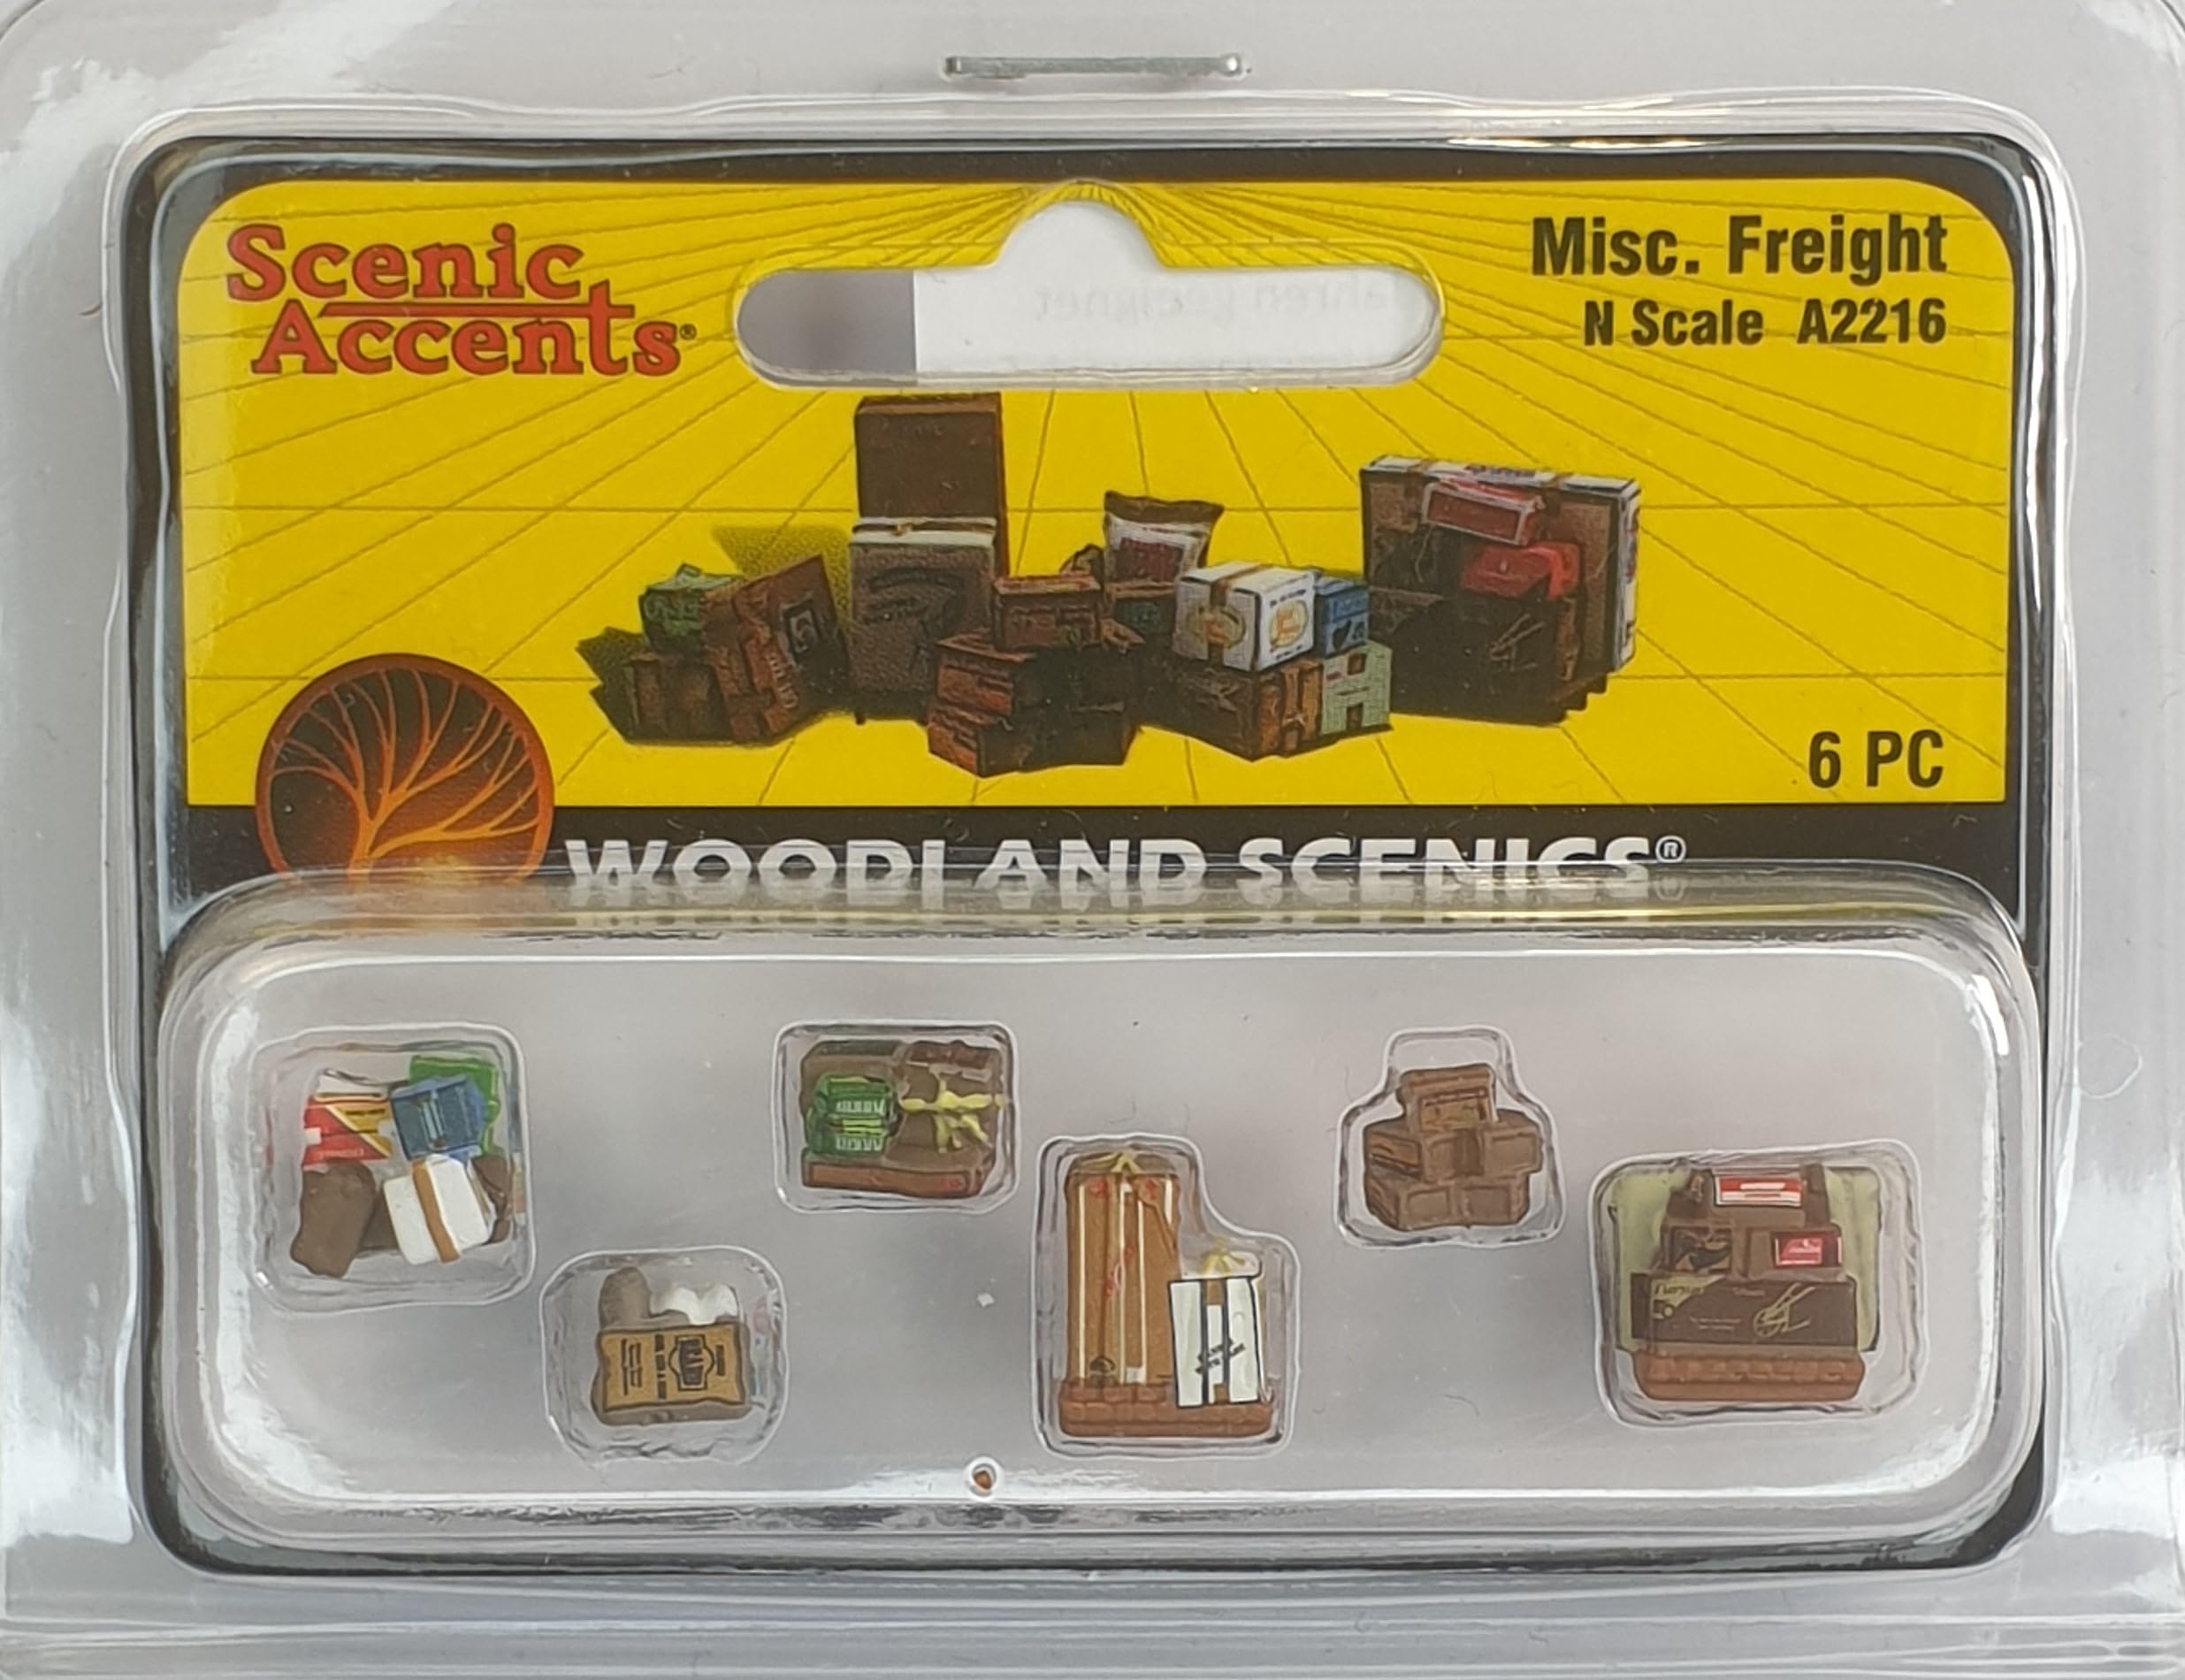 Scenic
Accents®
Misc. Freight
N Scale A2216
6 PC
WOODLAND SCENICS®